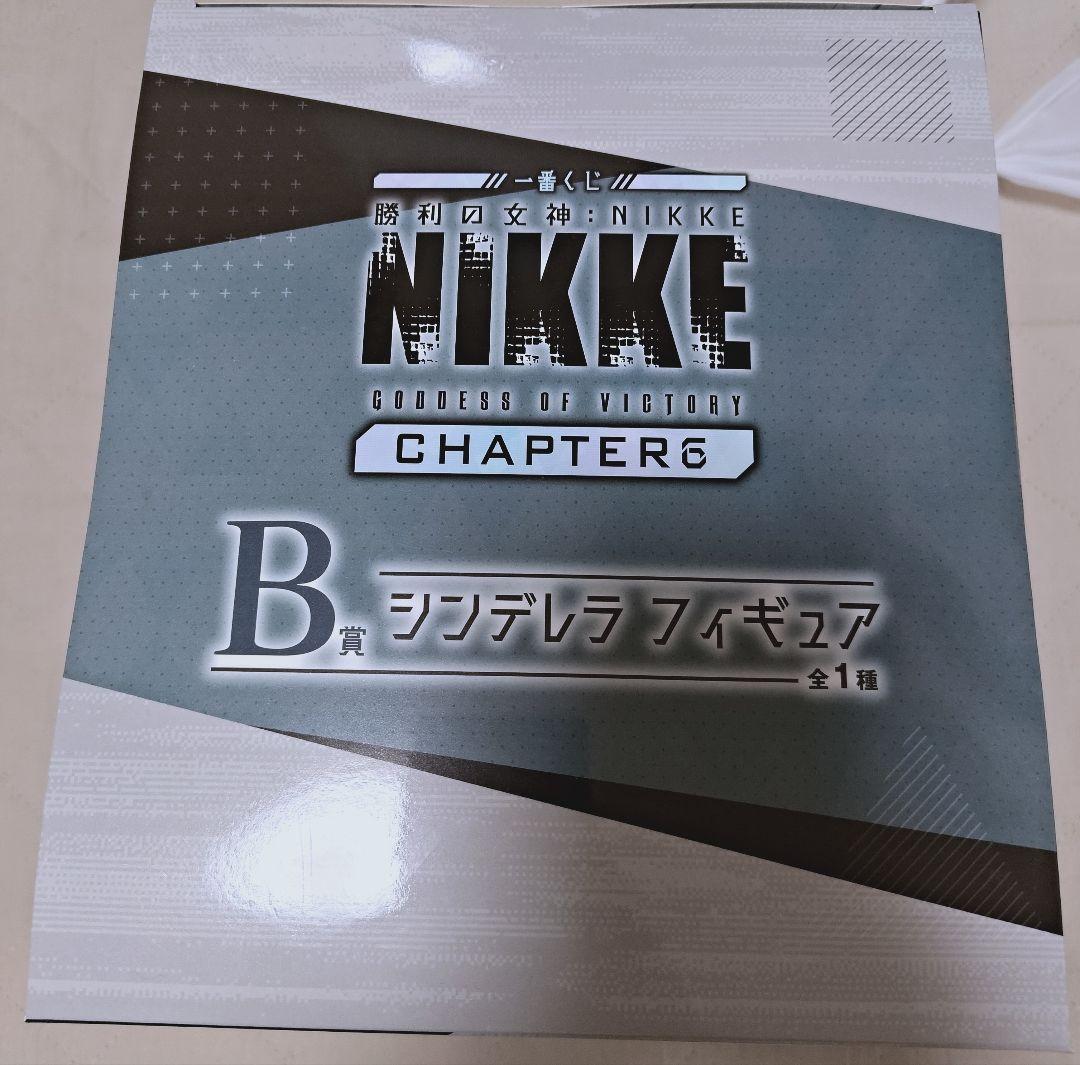 一番くじ
勝利の女神:NIKKE
NIKKE
GODDESS OF VICTORY
CHAPTER6
B賞 シンデレラ フィギュア
全1種